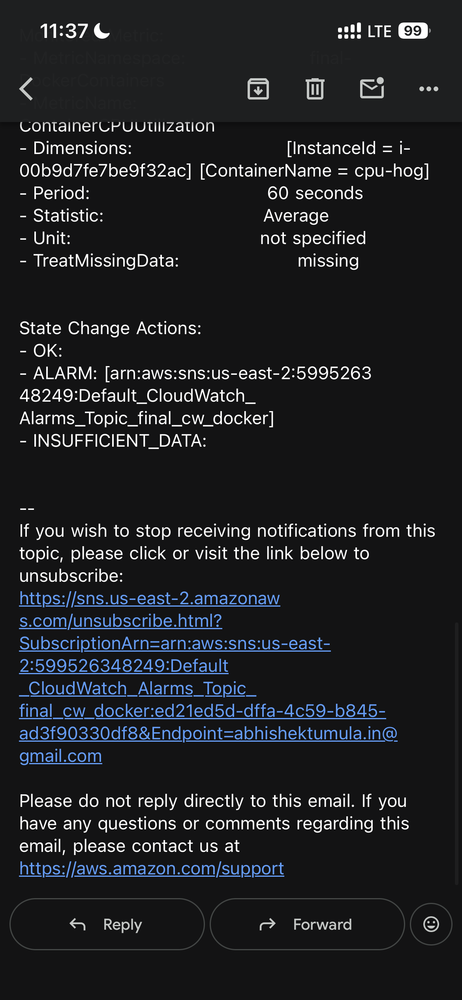 11:37 LTE 99
Monitored Metric:
- MetricNamespace: final-
DockerContainers
- MetricName:
ContainerCPUUtilization
- Dimensions: [InstanceId = i-
00b9d7fe7be9f32ac] [ContainerName = cpu-hog]
- Period: 60 seconds
- Statistic: Average
- Unit: not specified
- TreatMissingData: missing
State Change Actions:
- OK:
- ALARM: [arn:aws:sns:us-east-2:5995263
48249:Default_CloudWatch_
Alarms_Topic_final_cw_docker]
- INSUFFICIENT_DATA:
--
If you wish to stop receiving notifications from this
topic, please click or visit the link below to
unsubscribe:
https://sns.us-east-2.amazonaw
s.com/unsubscribe.html?
SubscriptionArn=arn:aws:sns:us-east-
2:599526348249:Default
_CloudWatch_Alarms_Topic_
final_cw_docker:ed21ed5d-dffa-4c59-b845-
ad3f90330df8&Endpoint=abhishektumula.in@
gmail.com
Please do not reply directly to this email. If you
have any questions or comments regarding this
email, please contact us at
https://aws.amazon.com/support
Reply Forward